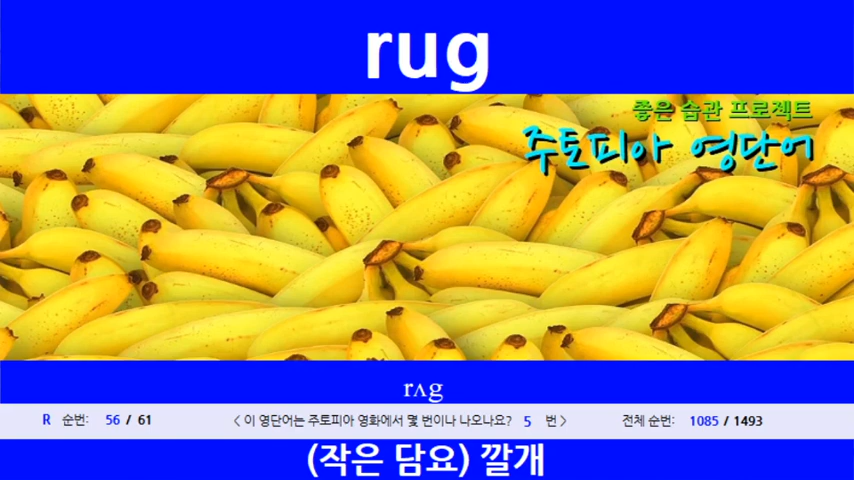 rug
좋은 습관 프로젝트
주토피아 영단어
rʌg
R 순번: 56 / 61 < 이 영단어는 주토피아 영화에서 몇 번이나 나오나요? 5 번 > 전체 순번: 1085 / 1493
(작은 담요) 깔개